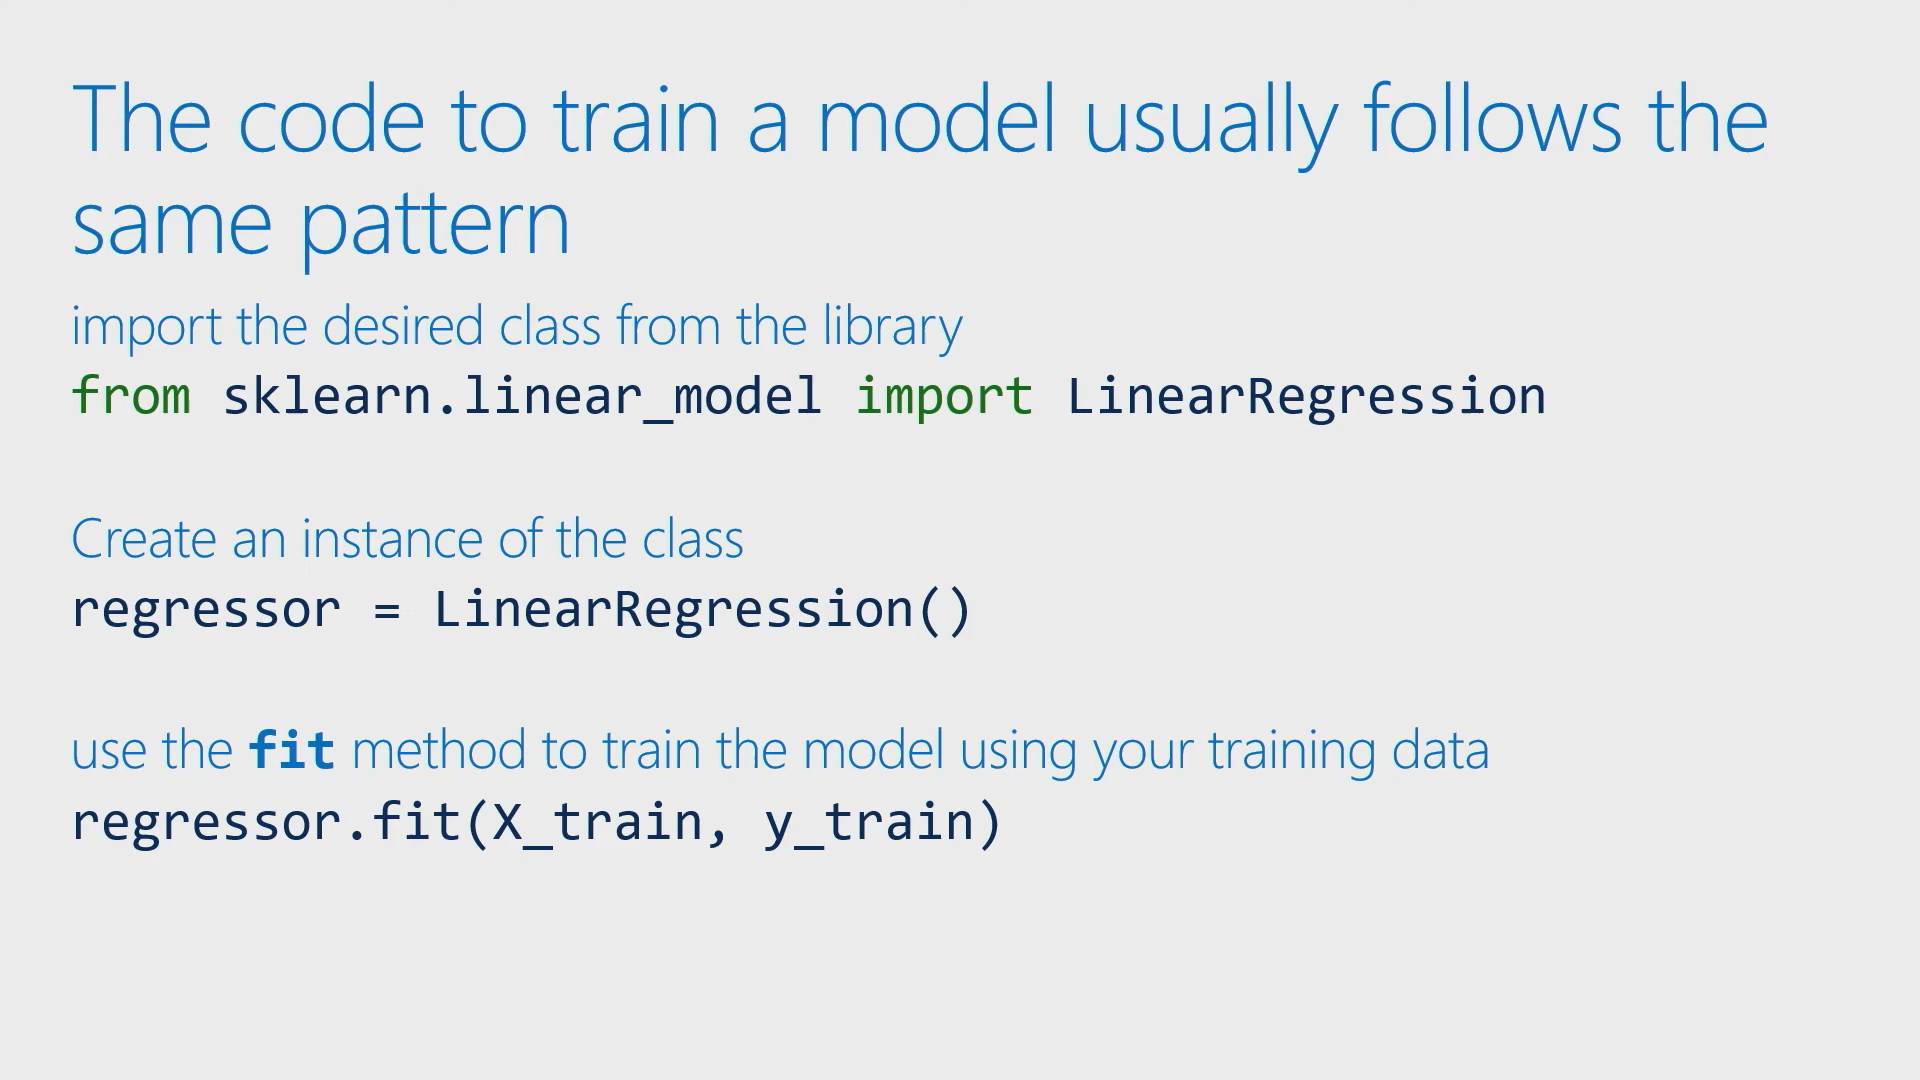 The code to train a model usually follows the
same pattern
import the desired class from the library
from sklearn.linear_model import LinearRegression
Create an instance of the class
regressor = LinearRegression()
use the fit method to train the model using your training data
regressor.fit(X_train, y_train)